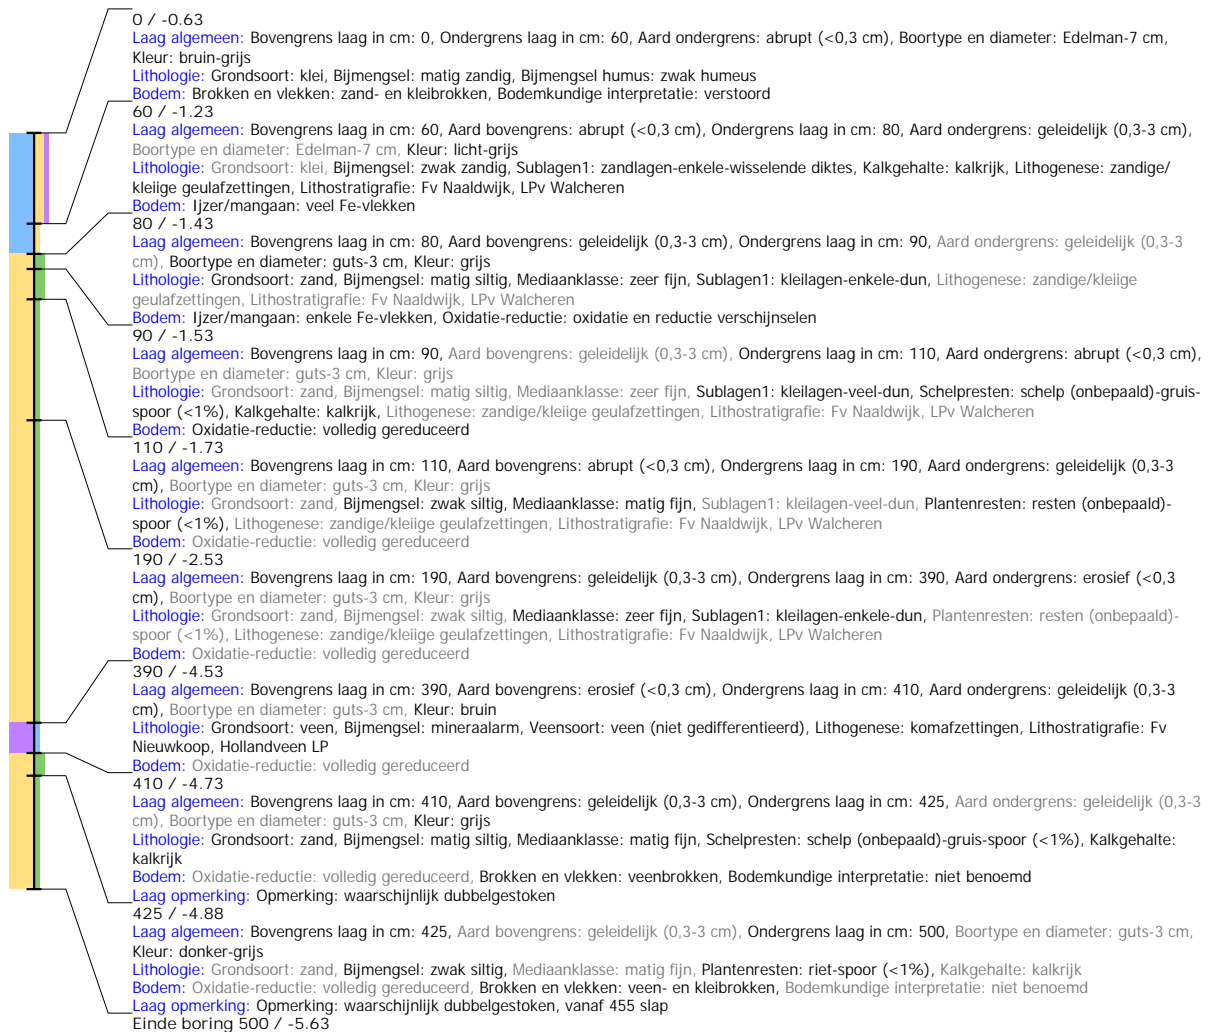 0 / -0.63
Laag algemeen: Bovengrens laag in cm: 0, Ondergrens laag in cm: 60, Aard ondergrens: abrupt (<0,3 cm), Boortype en diameter: Edelman-7 cm,
Kleur: bruin-grijs
Lithologie: Grondsoort: klei, Bijmengsel: matig zandig, Bijmengsel humus: zwak humeus
Bodem: Brokken en vlekken: zand- en kleibrokken, Bodemkundige interpretatie: verstoord
60 / -1.23
Laag algemeen: Bovengrens laag in cm: 60, Aard bovengrens: abrupt (<0,3 cm), Ondergrens laag in cm: 80, Aard ondergrens: geleidelijk (0,3-3 cm),
Boortype en diameter: Edelman-7 cm, Kleur: licht-grijs
Lithologie: Grondsoort: klei, Bijmengsel: zwak zandig, Sublagen1: zandlagen-enkele-wisselende diktes, Kalkgehalte: kalkrijk, Lithogenese: zandige/
kleiige geulafzettingen, Lithostratigrafie: Fv Naaldwijk, LPv Walcheren
Bodem: Ijzer/mangaan: veel Fe-vlekken
80 / -1.43
Laag algemeen: Bovengrens laag in cm: 80, Aard bovengrens: geleidelijk (0,3-3 cm), Ondergrens laag in cm: 90, Aard ondergrens: geleidelijk (0,3-3
cm), Boortype en diameter: guts-3 cm, Kleur: grijs
Lithologie: Grondsoort: zand, Bijmengsel: matig siltig, Mediaanklasse: zeer fijn, Sublagen1: kleilagen-enkele-dun, Lithogenese: zandige/kleiige
geulafzettingen, Lithostratigrafie: Fv Naaldwijk, LPv Walcheren
Bodem: Ijzer/mangaan: enkele Fe-vlekken, Oxidatie-reductie: oxidatie en reductie verschijnselen
90 / -1.53
Laag algemeen: Bovengrens laag in cm: 90, Aard bovengrens: geleidelijk (0,3-3 cm), Ondergrens laag in cm: 110, Aard ondergrens: abrupt (<0,3 cm),
Boortype en diameter: guts-3 cm, Kleur: grijs
Lithologie: Grondsoort: zand, Bijmengsel: matig siltig, Mediaanklasse: zeer fijn, Sublagen1: kleilagen-veel-dun, Schelpresten: schelp (onbepaald)-gruis-
spoor (<1%), Kalkgehalte: kalkrijk, Lithogenese: zandige/kleiige geulafzettingen, Lithostratigrafie: Fv Naaldwijk, LPv Walcheren
Bodem: Oxidatie-reductie: volledig gereduceerd
110 / -1.73
Laag algemeen: Bovengrens laag in cm: 110, Aard bovengrens: abrupt (<0,3 cm), Ondergrens laag in cm: 190, Aard ondergrens: geleidelijk (0,3-3
cm), Boortype en diameter: guts-3 cm, Kleur: grijs
Lithologie: Grondsoort: zand, Bijmengsel: zwak siltig, Mediaanklasse: matig fijn, Sublagen1: kleilagen-veel-dun, Plantenresten: resten (onbepaald)-
spoor (<1%), Lithogenese: zandige/kleiige geulafzettingen, Lithostratigrafie: Fv Naaldwijk, LPv Walcheren
Bodem: Oxidatie-reductie: volledig gereduceerd
190 / -2.53
Laag algemeen: Bovengrens laag in cm: 190, Aard bovengrens: geleidelijk (0,3-3 cm), Ondergrens laag in cm: 390, Aard ondergrens: erosief (<0,3
cm), Boortype en diameter: guts-3 cm, Kleur: grijs
Lithologie: Grondsoort: zand, Bijmengsel: zwak siltig, Mediaanklasse: zeer fijn, Sublagen1: kleilagen-enkele-dun, Plantenresten: resten (onbepaald)-
spoor (<1%), Lithogenese: zandige/kleiige geulafzettingen, Lithostratigrafie: Fv Naaldwijk, LPv Walcheren
Bodem: Oxidatie-reductie: volledig gereduceerd
390 / -4.53
Laag algemeen: Bovengrens laag in cm: 390, Aard bovengrens: erosief (<0,3 cm), Ondergrens laag in cm: 410, Aard ondergrens: geleidelijk (0,3-3
cm), Boortype en diameter: guts-3 cm, Kleur: bruin
Lithologie: Grondsoort: veen, Bijmengsel: mineraalarm, Veensoort: veen (niet gedifferentieerd), Lithogenese: komafzettingen, Lithostratigrafie: Fv
Nieuwkoop, Hollandveen LP
Bodem: Oxidatie-reductie: volledig gereduceerd
410 / -4.73
Laag algemeen: Bovengrens laag in cm: 410, Aard bovengrens: geleidelijk (0,3-3 cm), Ondergrens laag in cm: 425, Aard ondergrens: geleidelijk (0,3-3
cm), Boortype en diameter: guts-3 cm, Kleur: grijs
Lithologie: Grondsoort: zand, Bijmengsel: matig siltig, Mediaanklasse: matig fijn, Schelpresten: schelp (onbepaald)-gruis-spoor (<1%), Kalkgehalte:
kalkrijk
Bodem: Oxidatie-reductie: volledig gereduceerd, Brokken en vlekken: veenbrokken, Bodemkundige interpretatie: niet benoemd
Laag opmerking: Opmerking: waarschijnlijk dubbelgestoken
425 / -4.88
Laag algemeen: Bovengrens laag in cm: 425, Aard bovengrens: geleidelijk (0,3-3 cm), Ondergrens laag in cm: 500, Boortype en diameter: guts-3 cm,
Kleur: donker-grijs
Lithologie: Grondsoort: zand, Bijmengsel: zwak siltig, Mediaanklasse: matig fijn, Plantenresten: riet-spoor (<1%), Kalkgehalte: kalkrijk
Bodem: Oxidatie-reductie: volledig gereduceerd, Brokken en vlekken: veen- en kleibrokken, Bodemkundige interpretatie: niet benoemd
Laag opmerking: Opmerking: waarschijnlijk dubbelgestoken, vanaf 455 slap
Einde boring 500 / -5.63